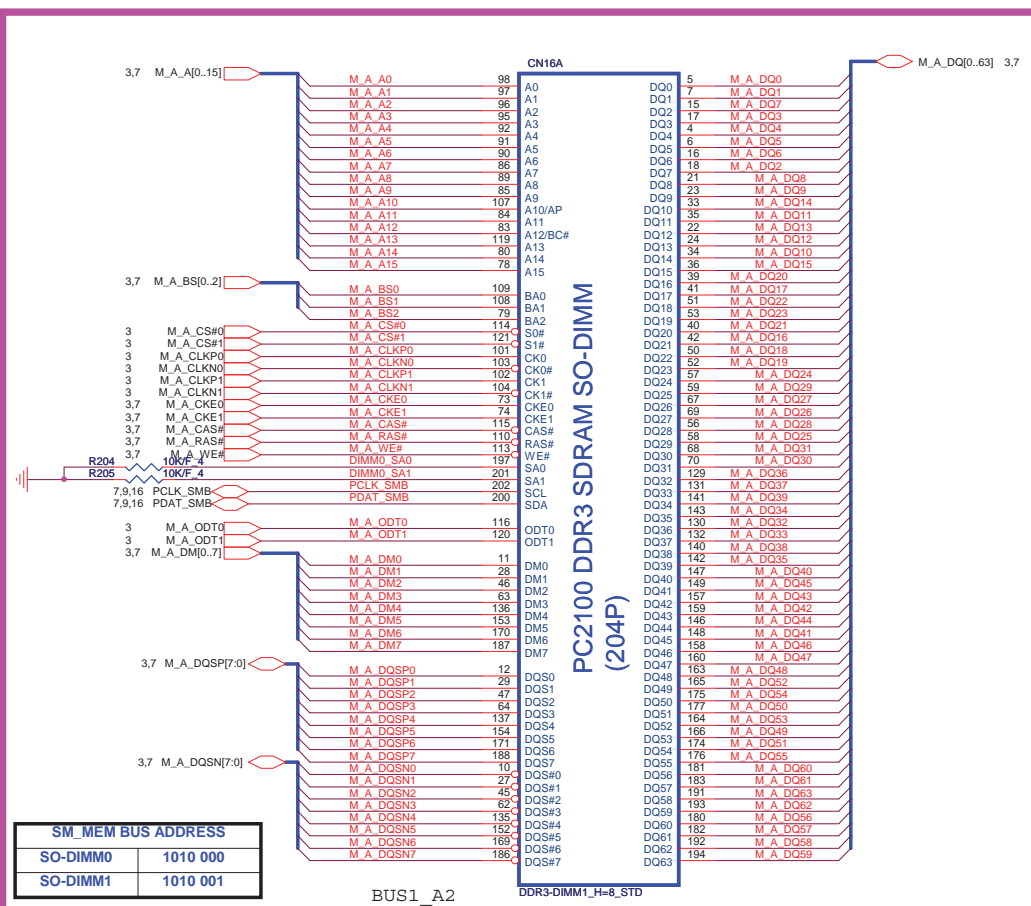 CN16A
3,7 M_A_A[0..15]
M_A_DQ[0..63] 3,7
M_A_A0 98 A0 DQ0 5 M_A_DQ0
M_A_A1 97 A1 DQ1 7 M_A_DQ1
M_A_A2 96 A2 DQ2 15 M_A_DQ7
M_A_A3 95 A3 DQ3 17 M_A_DQ3
M_A_A4 92 A4 DQ4 4 M_A_DQ4
M_A_A5 91 A5 DQ5 6 M_A_DQ5
M_A_A6 90 A6 DQ6 16 M_A_DQ6
M_A_A7 86 A7 DQ7 18 M_A_DQ2
M_A_A8 89 A8 DQ8 21 M_A_DQ8
M_A_A9 85 A9 DQ9 23 M_A_DQ9
M_A_A10 107 A10/AP DQ10 33 M_A_DQ14
M_A_A11 84 A11 DQ11 35 M_A_DQ11
M_A_A12 83 A12/BC# DQ12 22 M_A_DQ13
M_A_A13 119 A13 DQ13 24 M_A_DQ12
M_A_A14 80 A14 DQ14 34 M_A_DQ10
M_A_A15 78 A15 DQ15 36 M_A_DQ15
DQ16 39 M_A_DQ20
3,7 M_A_BS[0..2]
M_A_BS0 109 BA0 DQ17 41 M_A_DQ17
M_A_BS1 108 BA1 DQ18 51 M_A_DQ22
M_A_BS2 79 BA2 DQ19 53 M_A_DQ23
3 M_A_CS#0 M_A_CS#0 114 S0# DQ20 40 M_A_DQ21
3 M_A_CS#1 M_A_CS#1 121 S1# DQ21 42 M_A_DQ16
3 M_A_CLKP0 M_A_CLKP0 101 CK0 DQ22 50 M_A_DQ18
3 M_A_CLKN0 M_A_CLKN0 103 CK0# DQ23 52 M_A_DQ19
3 M_A_CLKP1 M_A_CLKP1 102 CK1 DQ24 57 M_A_DQ24
3 M_A_CLKN1 M_A_CLKN1 104 CK1# DQ25 59 M_A_DQ29
3,7 M_A_CKE0 M_A_CKE0 73 CKE0 DQ26 67 M_A_DQ27
3,7 M_A_CKE1 M_A_CKE1 74 CKE1 DQ27 69 M_A_DQ26
3,7 M_A_CAS# M_A_CAS# 115 CAS# DQ28 56 M_A_DQ28
3,7 M_A_RAS# M_A_RAS# 110 RAS# DQ29 58 M_A_DQ25
3,7 M_A_WE# M_A_WE# 113 WE# DQ30 68 M_A_DQ31
R204 10K/F_4 DIMM0_SA0 197 SA0 DQ31 70 M_A_DQ30
R205 10K/F_4 DIMM0_SA1 201 SA1 DQ32 129 M_A_DQ36
7,9,16 PCLK_SMB PCLK_SMB 202 SCL DQ33 131 M_A_DQ37
7,9,16 PDAT_SMB PDAT_SMB 200 SDA DQ34 141 M_A_DQ39
DQ35 143 M_A_DQ34
3 M_A_ODT0 M_A_ODT0 116 ODT0 DQ36 130 M_A_DQ32
3 M_A_ODT1 M_A_ODT1 120 ODT1 DQ37 132 M_A_DQ33
3,7 M_A_DM[0..7] DQ38 140 M_A_DQ38
M_A_DM0 11 DM0 DQ39 142 M_A_DQ35
M_A_DM1 28 DM1 DQ40 147 M_A_DQ40
M_A_DM2 46 DM2 DQ41 149 M_A_DQ45
M_A_DM3 63 DM3 DQ42 157 M_A_DQ43
M_A_DM4 136 DM4 DQ43 159 M_A_DQ42
M_A_DM5 153 DM5 DQ44 146 M_A_DQ44
M_A_DM6 170 DM6 DQ45 148 M_A_DQ41
M_A_DM7 187 DM7 DQ46 158 M_A_DQ46
DQ47 160 M_A_DQ47
3,7 M_A_DQSP[7:0]
M_A_DQSP0 12 DQS0 DQ48 163 M_A_DQ48
M_A_DQSP1 29 DQS1 DQ49 165 M_A_DQ52
M_A_DQSP2 47 DQS2 DQ50 175 M_A_DQ54
M_A_DQSP3 64 DQS3 DQ51 177 M_A_DQ50
M_A_DQSP4 137 DQS4 DQ52 164 M_A_DQ53
M_A_DQSP5 154 DQS5 DQ53 166 M_A_DQ49
M_A_DQSP6 171 DQS6 DQ54 174 M_A_DQ51
M_A_DQSP7 188 DQS7 DQ55 176 M_A_DQ55
3,7 M_A_DQSN[7:0]
M_A_DQSN0 10 DQS#0 DQ56 181 M_A_DQ60
M_A_DQSN1 27 DQS#1 DQ57 183 M_A_DQ61
M_A_DQSN2 45 DQS#2 DQ58 191 M_A_DQ63
M_A_DQSN3 62 DQS#3 DQ59 193 M_A_DQ62
M_A_DQSN4 135 DQS#4 DQ60 180 M_A_DQ56
M_A_DQSN5 152 DQS#5 DQ61 182 M_A_DQ57
M_A_DQSN6 169 DQS#6 DQ62 192 M_A_DQ58
M_A_DQSN7 186 DQS#7 DQ63 194 M_A_DQ59
PC2100 DDR3 SDRAM SO-DIMM
(204P)
SM_MEM BUS ADDRESS
SO-DIMM0 1010 000
SO-DIMM1 1010 001
BUS1_A2
DDR3-DIMM1_H=8_STD